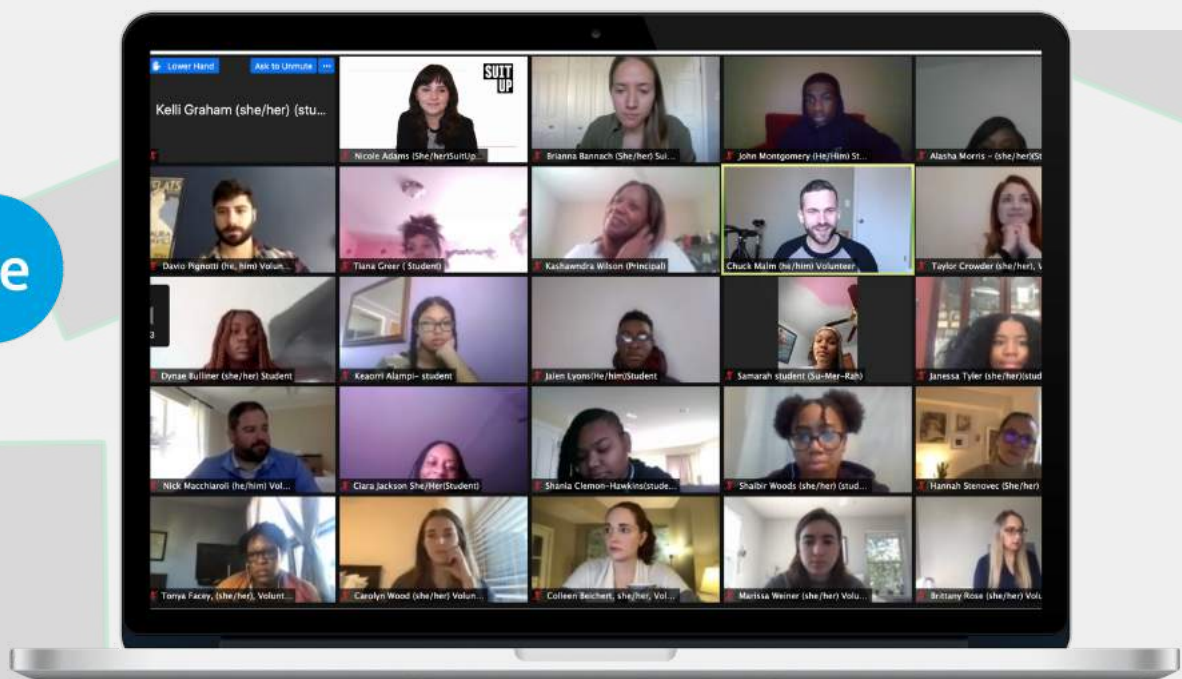 Lower Hand Ask to Unmute
Kelli Graham (she/her) (stu...
SUIT
UP
Nicole Adams (She/her)SuitUp...
Brianna Bannach (She/her) Sui...
John Montgomery (He/Him) St...
Alasha Morris - (she/her)(St
Davio Pignotti (he, him) Volun...
Tiana Greer ( Student)
Kashawndra Wilson (Principal)
Chuck Malm (he/him) Volunteer
Taylor Crowder (she/her), V
e
Dynae Bulliner (she/her) Student
Keaorri Alampi- student
Jalen Lyons(He/him)Student
Samarah student (Su-Mer-Rah)
Janessa Tyler (she/her)(stud
Nick Macchiaroli (he/him) Vol...
Ciara Jackson She/Her(Student)
Shania Clemon-Hawkins(stude...
Shaibir Woods (she/her) (stud...
Hannah Stenovec (She/her)
Tonya Facey, (she/her), Volunt...
Carolyn Wood (she/her) Volun...
Colleen Beichert, she/her, Vol...
Marissa Weiner (she/her) Volu...
Brittany Rose (she/her) Volu